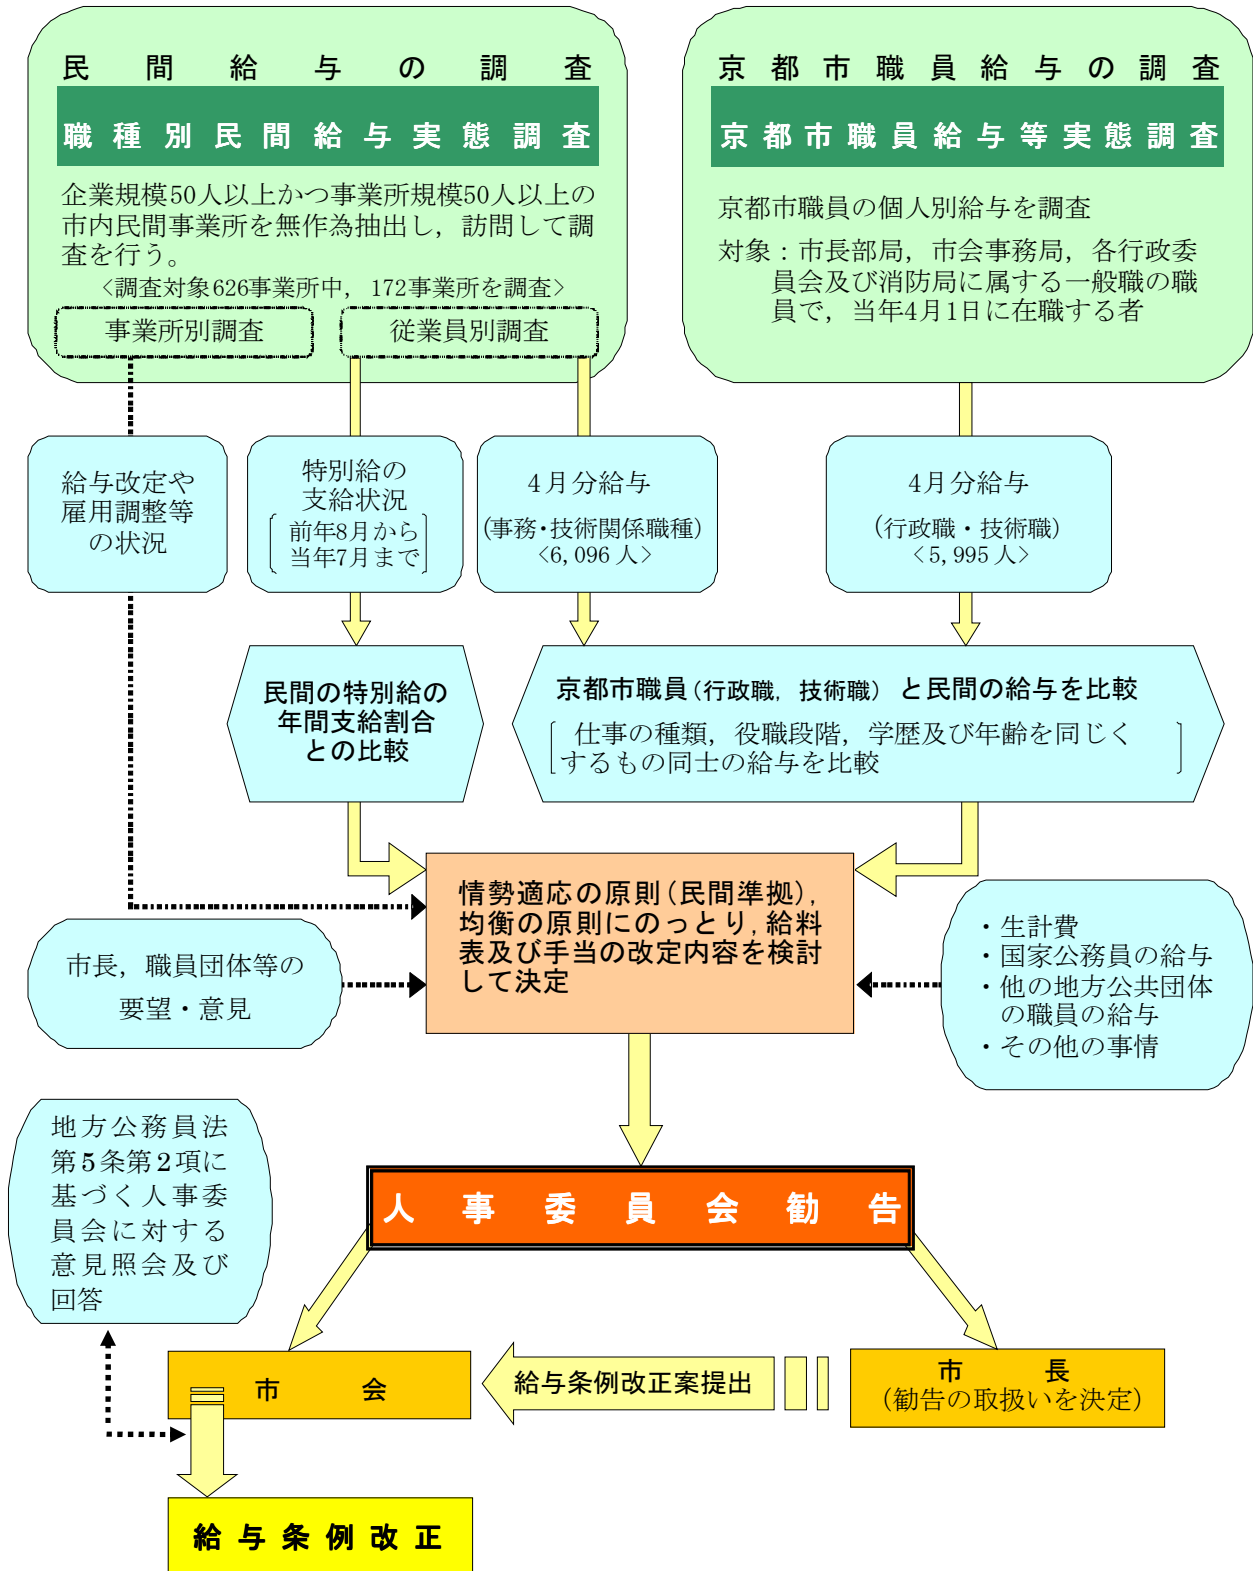 民間給与の調査
職種別民間給与実態調査
企業規模50人以上かつ事業所規模50人以上の
市内民間事業所を無作為抽出し，訪問して調
査を行う。
＜調査対象626事業所中，172事業所を調査＞
事業所別調査
従業員別調査
京都市職員給与の調査
京都市職員給与等実態調査
京都市職員の個人別給与を調査
対象：市長部局，市会事務局，各行政委
員会及び消防局に属する一般職の職
員で，当年4月1日に在職する者
給与改定や
雇用調整等
の状況
特別給の
支給状況
前年8月から
当年7月まで
4月分給与
(事務・技術関係職種)
＜6,096人＞
4月分給与
(行政職・技術職)
＜5,995人＞
民間の特別給の
年間支給割合
との比較
京都市職員(行政職，技術職）と民間の給与を比較
仕事の種類，役職段階，学歴及び年齢を同じく
するもの同士の給与を比較
情勢適応の原則(民間準拠)，
均衡の原則にのっとり，給料
表及び手当の改定内容を検討
して決定
市長，職員団体等の
要望・意見
・生計費
・国家公務員の給与
・他の地方公共団体
の職員の給与
・その他の事情
地方公務員法
第5条第2項に
基づく人事委
員会に対する
意見照会及び
回答
人事委員会勧告
市会
給与条例改正案提出
市長
(勧告の取扱いを決定)
給与条例改正